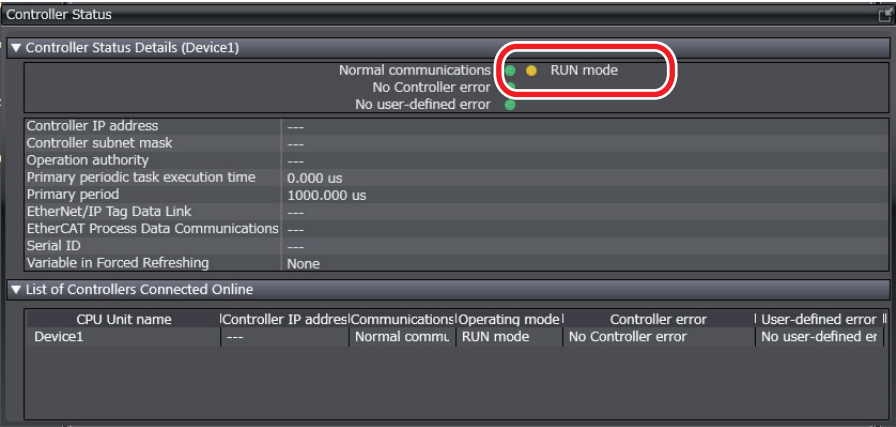 Controller Status
▼ Controller Status Details (Device1)
Normal communications RUN mode
No Controller error
No user-defined error
Controller IP address ---
Controller subnet mask ---
Operation authority ---
Primary periodic task execution time 0.000 us
Primary period 1000.000 us
EtherNet/IP Tag Data Link ---
EtherCAT Process Data Communications ---
Serial ID ---
Variable in Forced Refreshing None
▼ List of Controllers Connected Online
CPU Unit name |Controller IP addres|Communications|Operating mode| Controller error | User-defined error
Device1 --- Normal commu RUN mode No Controller error No user-defined er